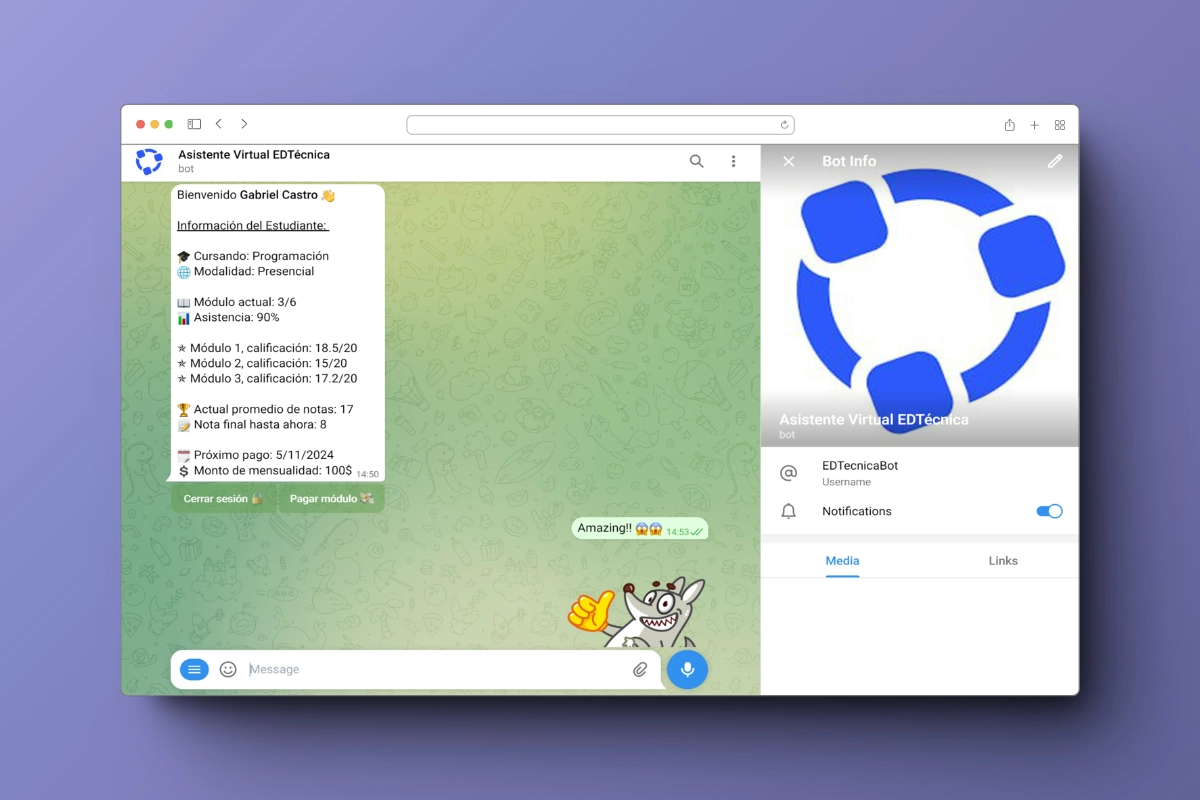 Asistente Virtual EDTécnica
bot
Bienvenido Gabriel Castro 👋
Información del Estudiante:
🎓 Cursando: Programación
🌐 Modalidad: Presencial
📖 Módulo actual: 3/6
📊 Asistencia: 90%
✯ Módulo 1, calificación: 18.5/20
✯ Módulo 2, calificación: 15/20
✯ Módulo 3, calificación: 17.2/20
🏆 Actual promedio de notas: 17
📝 Nota final hasta ahora: 8
🗓 Próximo pago: 5/11/2024
💲 Monto de mensualidad: 100$ 14:50
Cerrar sesión 🔐 Pagar módulo 💸
Amazing!! 😱😱 14:53
Message
Bot Info
Asistente Virtual EDTécnica
bot
EDTecnicaBot
Username
Notifications
Media Links